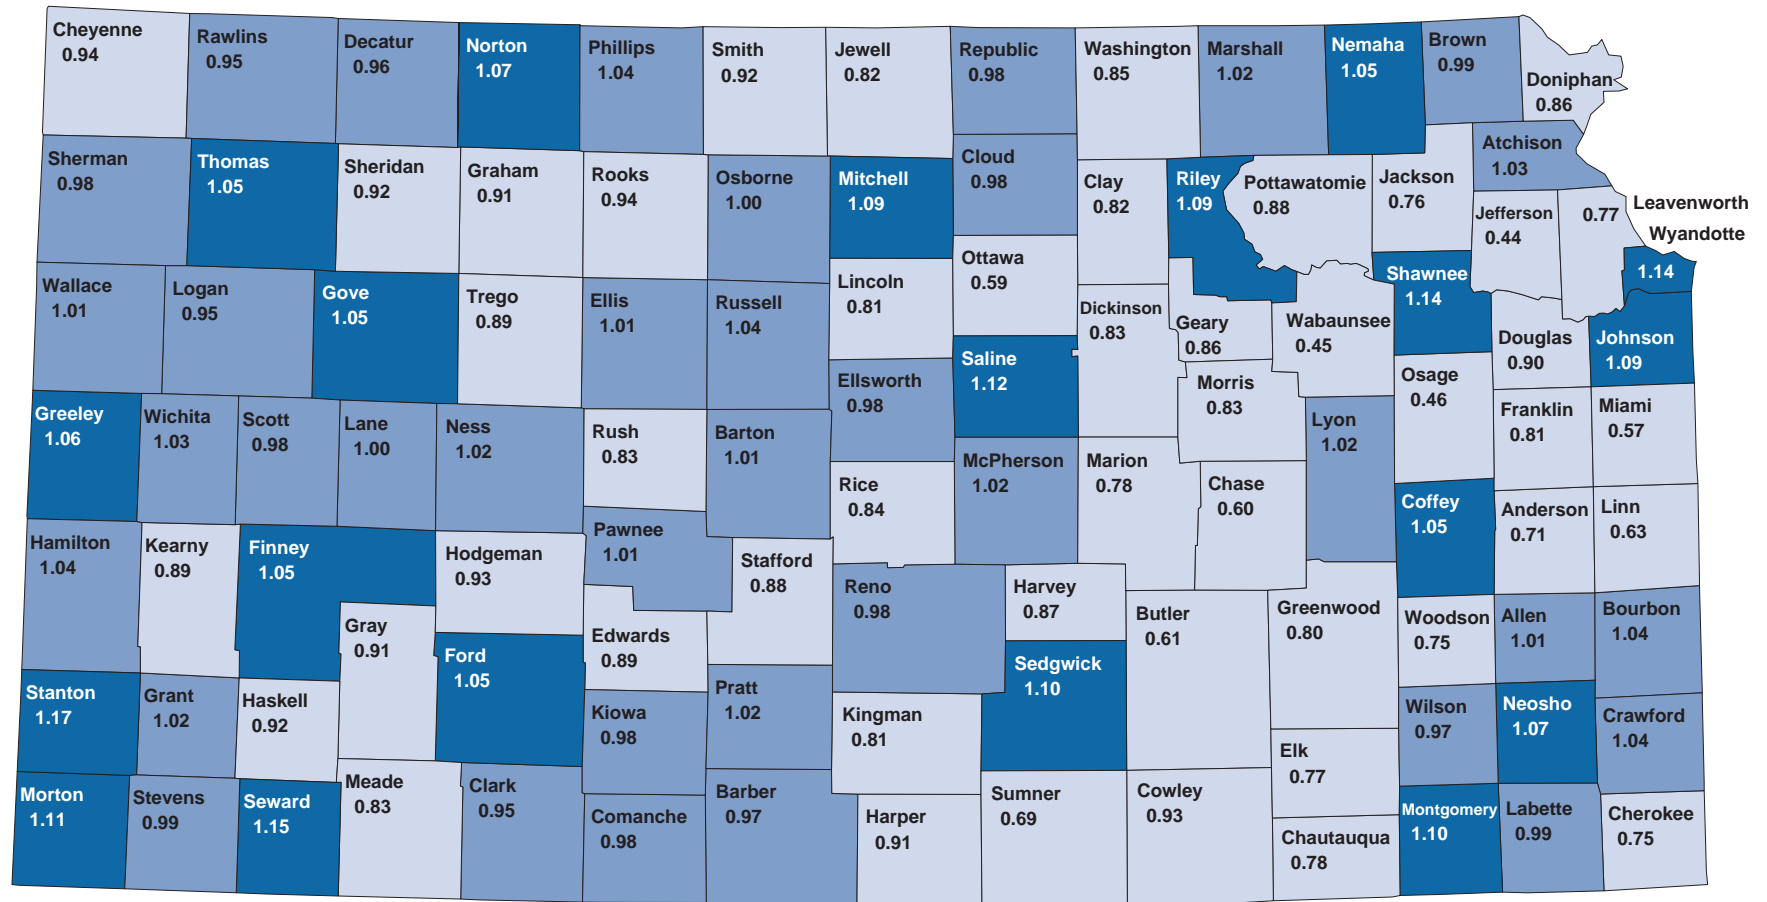 Cheyenne
0.94
Rawlins
0.95
Decatur
0.96
Norton
1.07
Phillips
1.04
Smith
0.92
Jewell
0.82
Republic
0.98
Washington
0.85
Marshall
1.02
Nemaha
1.05
Brown
0.99
Doniphan
0.86
Sherman
0.98
Thomas
1.05
Sheridan
0.92
Graham
0.91
Rooks
0.94
Osborne
1.00
Mitchell
1.09
Cloud
0.98
Clay
0.82
Riley
1.09
Pottawatomie
0.88
Jackson
0.76
Atchison
1.03
Jefferson
0.44
0.77
Leavenworth
Wyandotte
1.14
Wallace
1.01
Logan
0.95
Gove
1.05
Trego
0.89
Ellis
1.01
Russell
1.04
Lincoln
0.81
Ottawa
0.59
Dickinson
0.83
Geary
0.86
Wabaunsee
0.45
Shawnee
1.14
Douglas
0.90
Johnson
1.09
Ellsworth
0.98
Saline
1.12
Morris
0.83
Osage
0.46
Franklin
0.81
Miami
0.57
Greeley
1.06
Wichita
1.03
Scott
0.98
Lane
1.00
Ness
1.02
Rush
0.83
Barton
1.01
Rice
0.84
McPherson
1.02
Marion
0.78
Chase
0.60
Lyon
1.02
Coffey
1.05
Anderson
0.71
Linn
0.63
Hamilton
1.04
Kearny
0.89
Finney
1.05
Hodgeman
0.93
Pawnee
1.01
Stafford
0.88
Reno
0.98
Harvey
0.87
Butler
0.61
Greenwood
0.80
Woodson
0.75
Allen
1.01
Bourbon
1.04
Gray
0.91
Ford
1.05
Edwards
0.89
Sedgwick
1.10
Stanton
1.17
Grant
1.02
Haskell
0.92
Kiowa
0.98
Pratt
1.02
Kingman
0.81
Elk
0.77
Wilson
0.97
Neosho
1.07
Crawford
1.04
Morton
1.11
Stevens
0.99
Seward
1.15
Meade
0.83
Clark
0.95
Comanche
0.98
Barber
0.97
Harper
0.91
Sumner
0.69
Cowley
0.93
Chautauqua
0.78
Montgomery
1.10
Labette
0.99
Cherokee
0.75